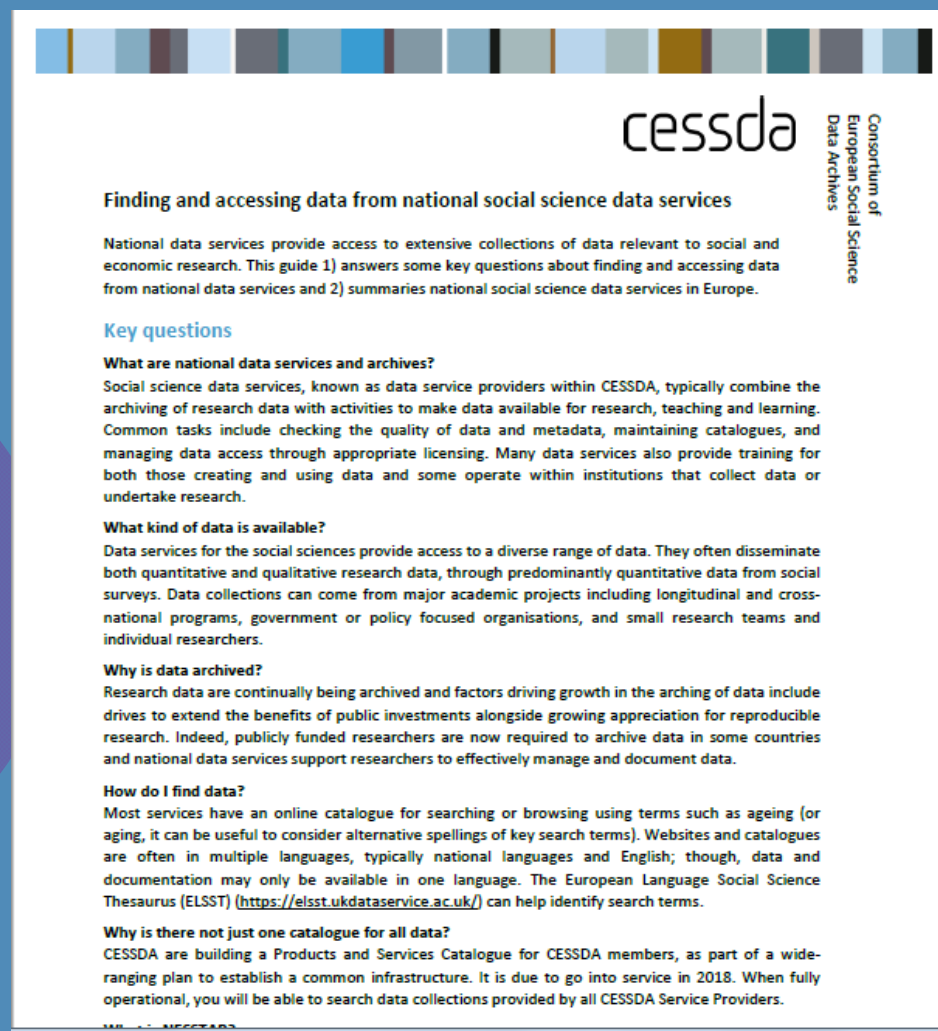 cessda
Consortium of
European Social Science
Data Archives
Finding and accessing data from national social science data services
National data services provide access to extensive collections of data relevant to social and
economic research. This guide 1) answers some key questions about finding and accessing data
from national data services and 2) summaries national social science data services in Europe.
Key questions
What are national data services and archives?
Social science data services, known as data service providers within CESSDA, typically combine the
archiving of research data with activities to make data available for research, teaching and learning.
Common tasks include checking the quality of data and metadata, maintaining catalogues, and
managing data access through appropriate licensing. Many data services also provide training for
both those creating and using data and some operate within institutions that collect data or
undertake research.
What kind of data is available?
Data services for the social sciences provide access to a diverse range of data. They often disseminate
both quantitative and qualitative research data, through predominantly quantitative data from social
surveys. Data collections can come from major academic projects including longitudinal and cross-
national programs, government or policy focused organisations, and small research teams and
individual researchers.
Why is data archived?
Research data are continually being archived and factors driving growth in the arching of data include
drives to extend the benefits of public investments alongside growing appreciation for reproducible
research. Indeed, publicly funded researchers are now required to archive data in some countries
and national data services support researchers to effectively manage and document data.
How do I find data?
Most services have an online catalogue for searching or browsing using terms such as ageing (or
aging, it can be useful to consider alternative spellings of key search terms). Websites and catalogues
are often in multiple languages, typically national languages and English; though, data and
documentation may only be available in one language. The European Language Social Science
Thesaurus (ELSST) (https://elsst.ukdataservice.ac.uk/) can help identify search terms.
Why is there not just one catalogue for all data?
CESSDA are building a Products and Services Catalogue for CESSDA members, as part of a wide-
ranging plan to establish a common infrastructure. It is due to go into service in 2018. When fully
operational, you will be able to search data collections provided by all CESSDA Service Providers.
What is NESSTAR?